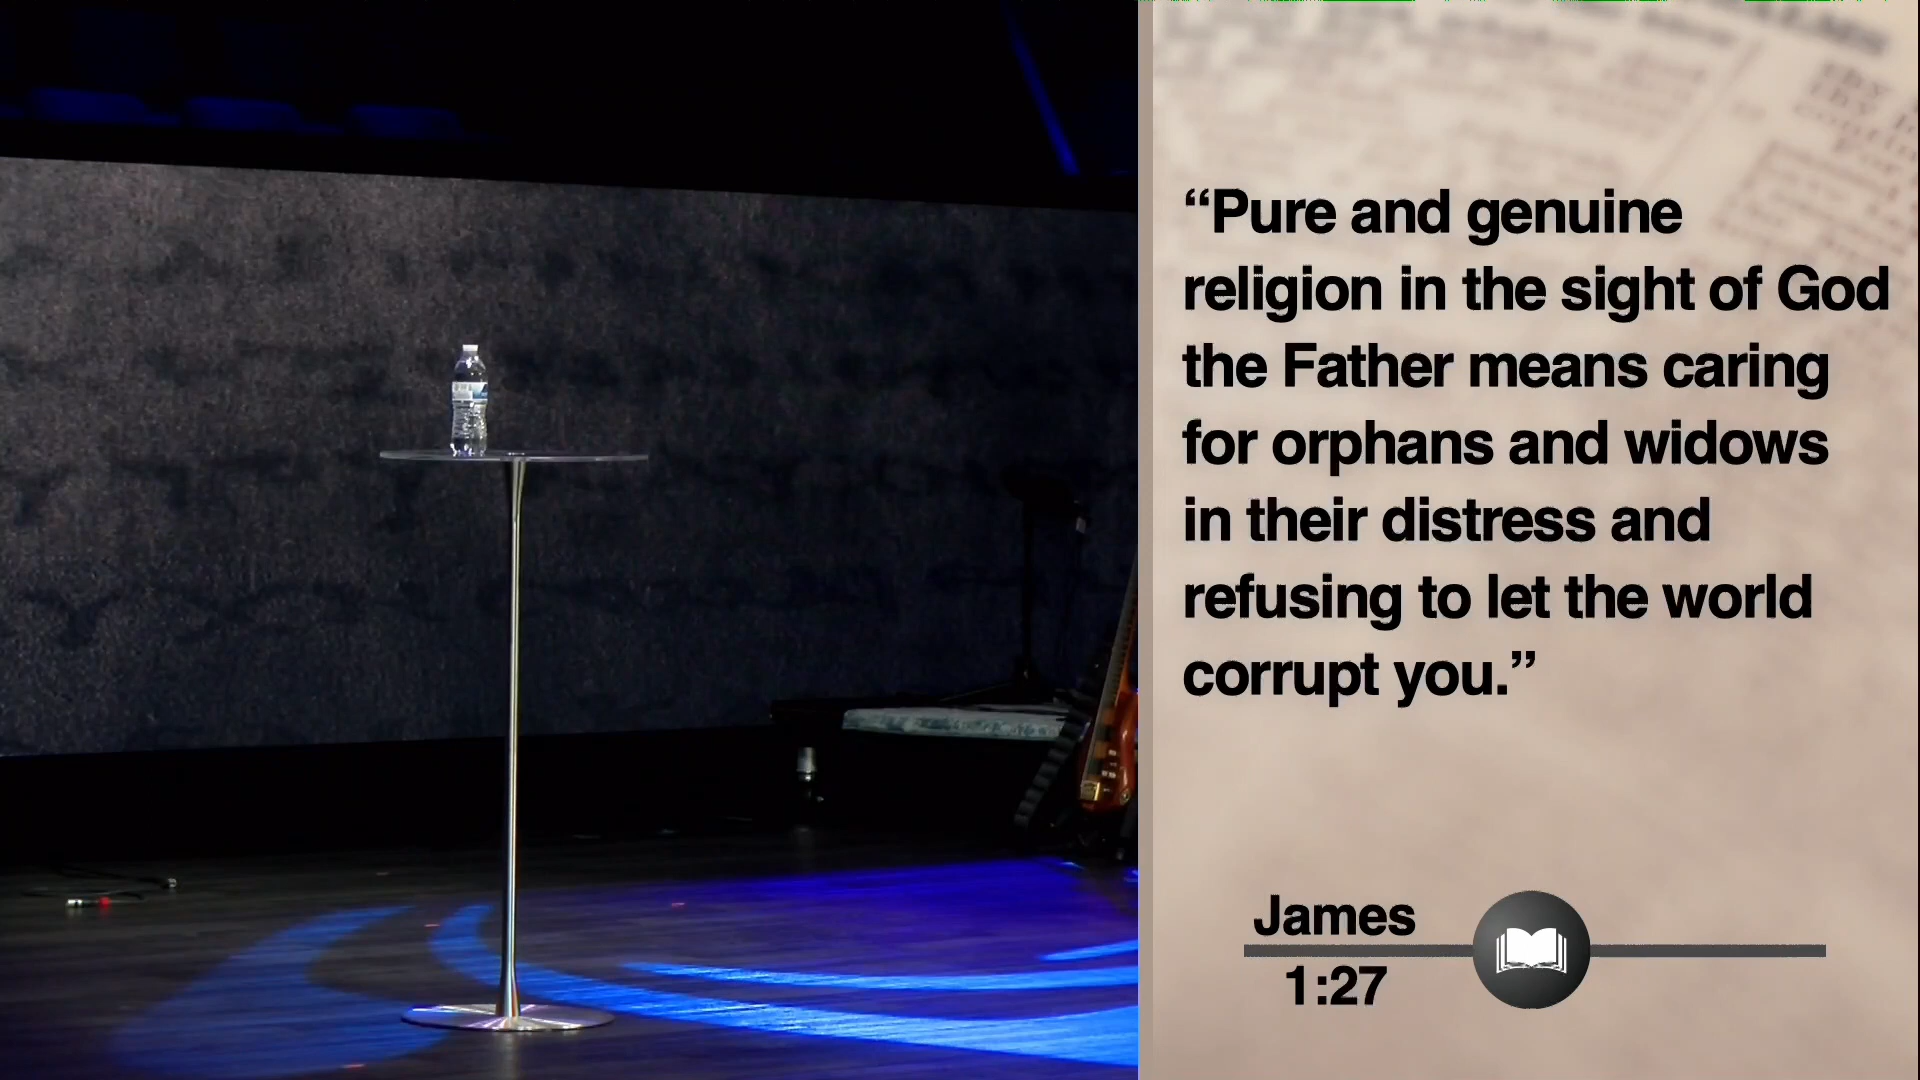 “Pure and genuine
religion in the sight of God
the Father means caring
for orphans and widows
in their distress and
refusing to let the world
corrupt you.”
James
1:27